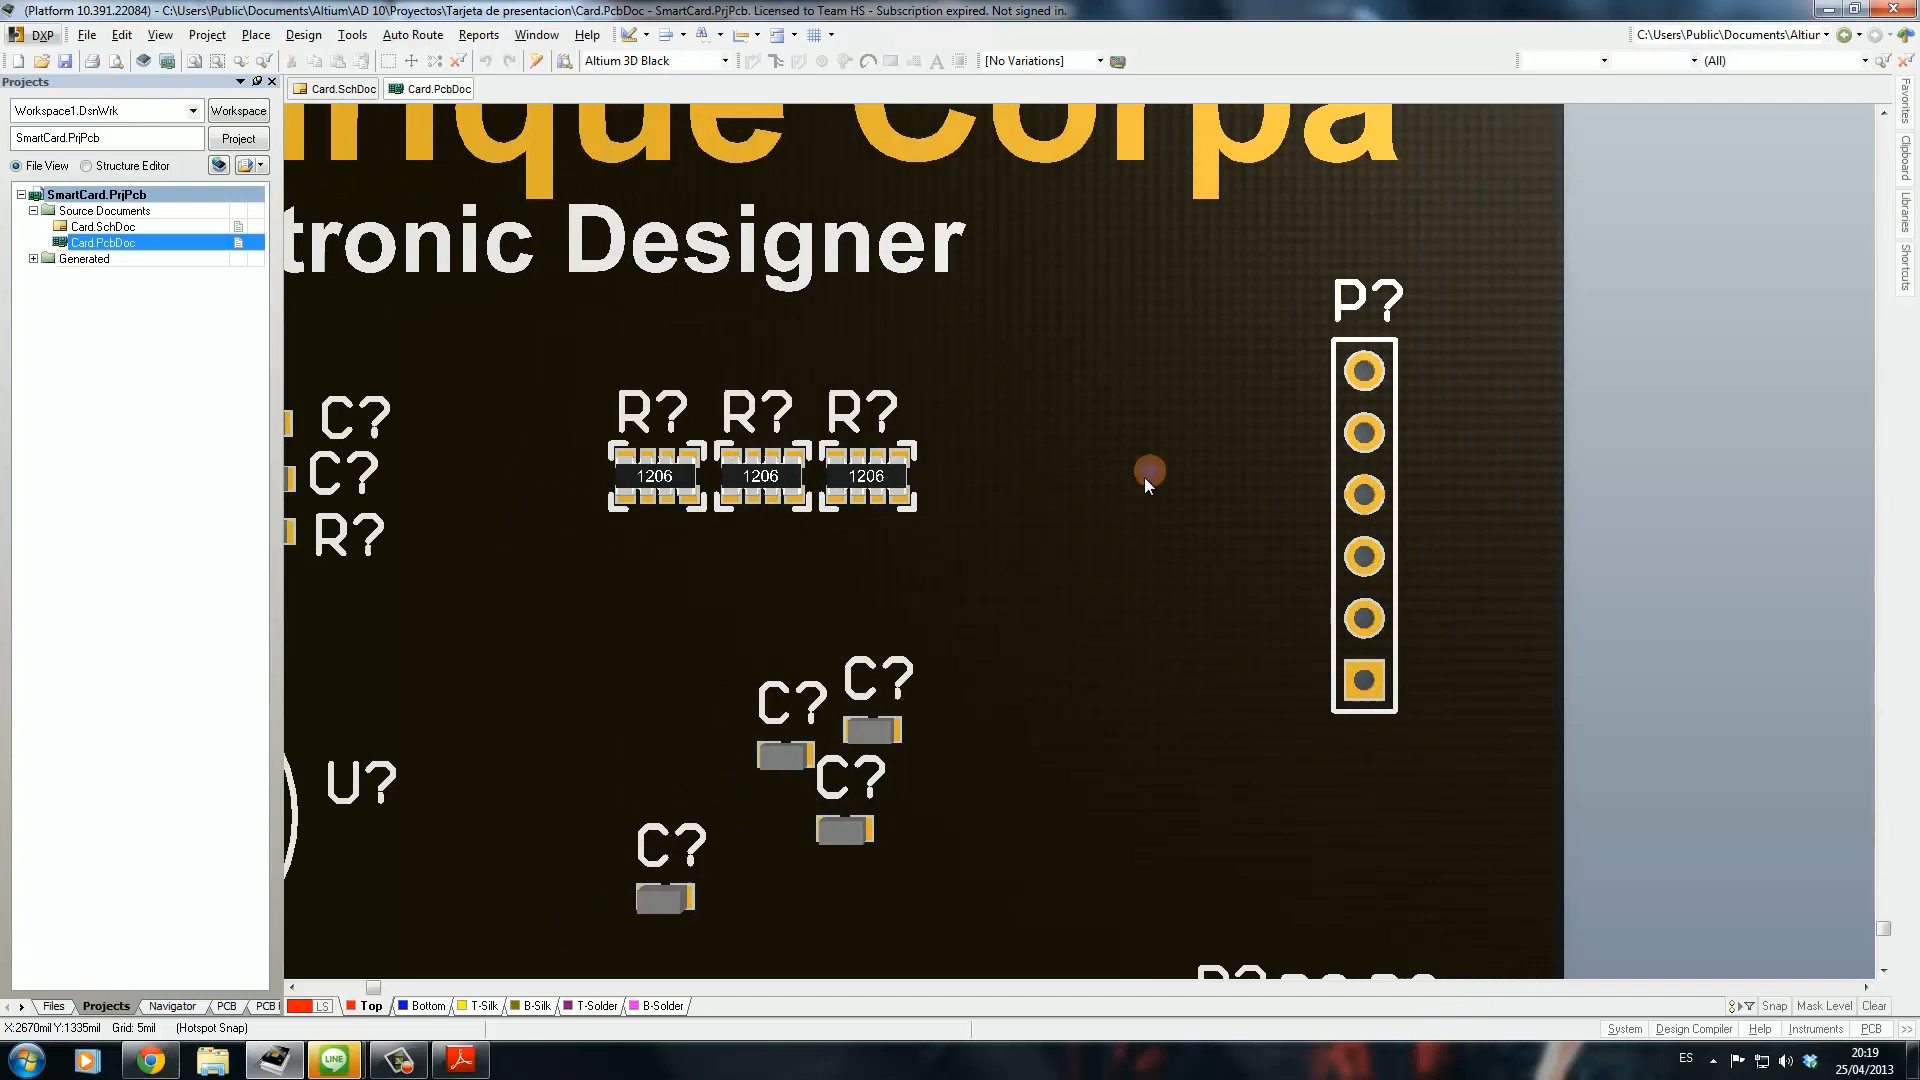 (Platform 10.391.22084) - C:\Users\Public\Documents\Altium\AD 10\Proyectos\Tarjeta de presentacion\Card.PcbDoc - SmartCard.PrjPcb. Licensed to Team HS - Subscription expired. Not signed in.
DXP File Edit View Project Place Design Tools Auto Route Reports Window Help
C:\Users\Public\Documents\Altiur
Altium 3D Black
[No Variations]
(All)
Projects
Workspace1.DsnWrk
Workspace
SmartCard.PrjPcb
Project
File View
Structure Editor
SmartCard.PrjPcb
Source Documents
Card.SchDoc
Card.PcbDoc
Generated
Card.SchDoc
Card.PcbDoc
rique Corpa
tronic Designer
P?
C?
C?
R?
R? R? R?
1206 1206 1206
C?
C?
C?
C?
U?
Favorites
Clipboard
Libraries
Shortcuts
Files
Projects
Navigator
PCB
PCB I
LS
Top
Bottom
T-Silk
B-Silk
T-Solder
B-Solder
Snap
Mask Level
Clear
X:2670mil Y:1335mil Grid: 5mil (Hotspot Snap)
System
Design Compiler
Help
Instruments
PCB
>>
LINE
ES
20:19
25/04/2013